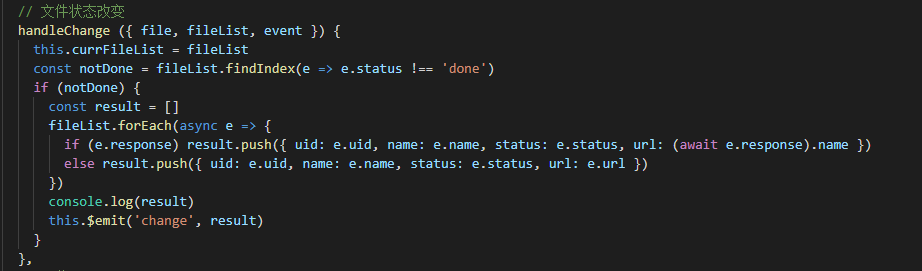 // 文件状态改变
handleChange ({ file, fileList, event }) {
this.currFileList = fileList
const notDone = fileList.findIndex(e => e.status !== 'done')
if (notDone) {
const result = []
fileList.forEach(async e => {
if (e.response) result.push({ uid: e.uid, name: e.name, status: e.status, url: (await e.response).name })
else result.push({ uid: e.uid, name: e.name, status: e.status, url: e.url })
})
console.log(result)
this.$emit('change', result)
}
},